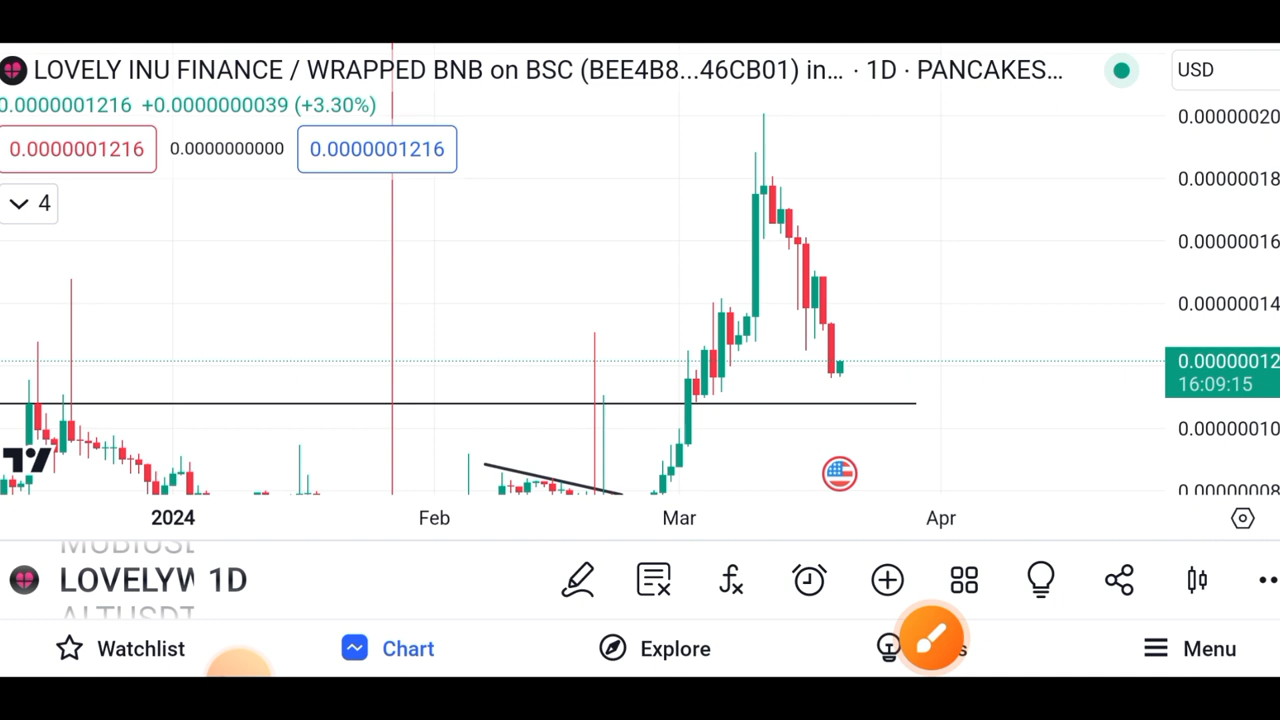 LOVELY INU FINANCE / WRAPPED BNB on BSC (BEE4B8...46CB01) in... · 1D · PANCAKES...
USD
0.0000001216 +0.0000000039 (+3.30%)
0.0000001216 0.0000000000 0.0000001216
4
0.00000020
0.00000018
0.00000016
0.00000014
0.00000012
16:09:15
0.00000010
0.00000008
2024 Feb Mar Apr
MOBIUSD
LOVELYW 1D
ALTUSDT
Watchlist Chart Explore Menu